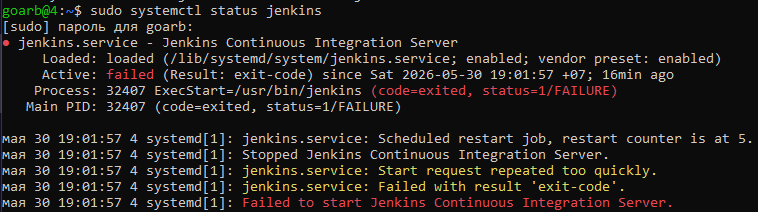 goarb@4:~$ sudo systemctl status jenkins
[sudo] пароль для goarb:
● jenkins.service - Jenkins Continuous Integration Server
Loaded: loaded (/lib/systemd/system/jenkins.service; enabled; vendor preset: enabled)
Active: failed (Result: exit-code) since Sat 2026-05-30 19:01:57 +07; 16min ago
Process: 32407 ExecStart=/usr/bin/jenkins (code=exited, status=1/FAILURE)
Main PID: 32407 (code=exited, status=1/FAILURE)

мая 30 19:01:57 4 systemd[1]: jenkins.service: Scheduled restart job, restart counter is at 5.
мая 30 19:01:57 4 systemd[1]: Stopped Jenkins Continuous Integration Server.
мая 30 19:01:57 4 systemd[1]: jenkins.service: Start request repeated too quickly.
мая 30 19:01:57 4 systemd[1]: jenkins.service: Failed with result 'exit-code'.
мая 30 19:01:57 4 systemd[1]: Failed to start Jenkins Continuous Integration Server.